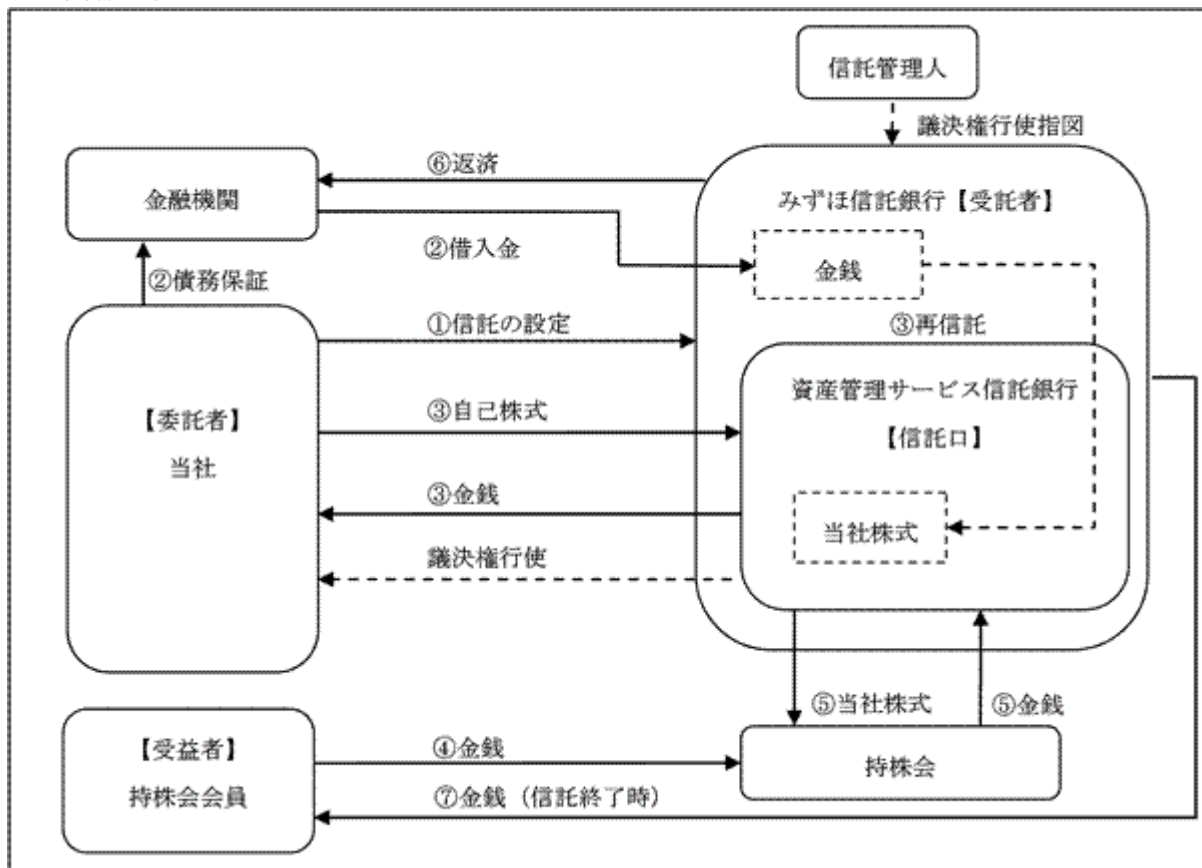 信託管理人
議決権行使指図
⑥返済
金融機関
みずほ信託銀行【受託者】
②借入金
金銭
②債務保証
①信託の設定
③再信託
資産管理サービス信託銀行
【信託口】
【委託者】
当社
③自己株式
③金銭
当社株式
議決権行使
⑤当社株式
⑤金銭
【受益者】
持株会会員
④金銭
持株会
⑦金銭（信託終了時）